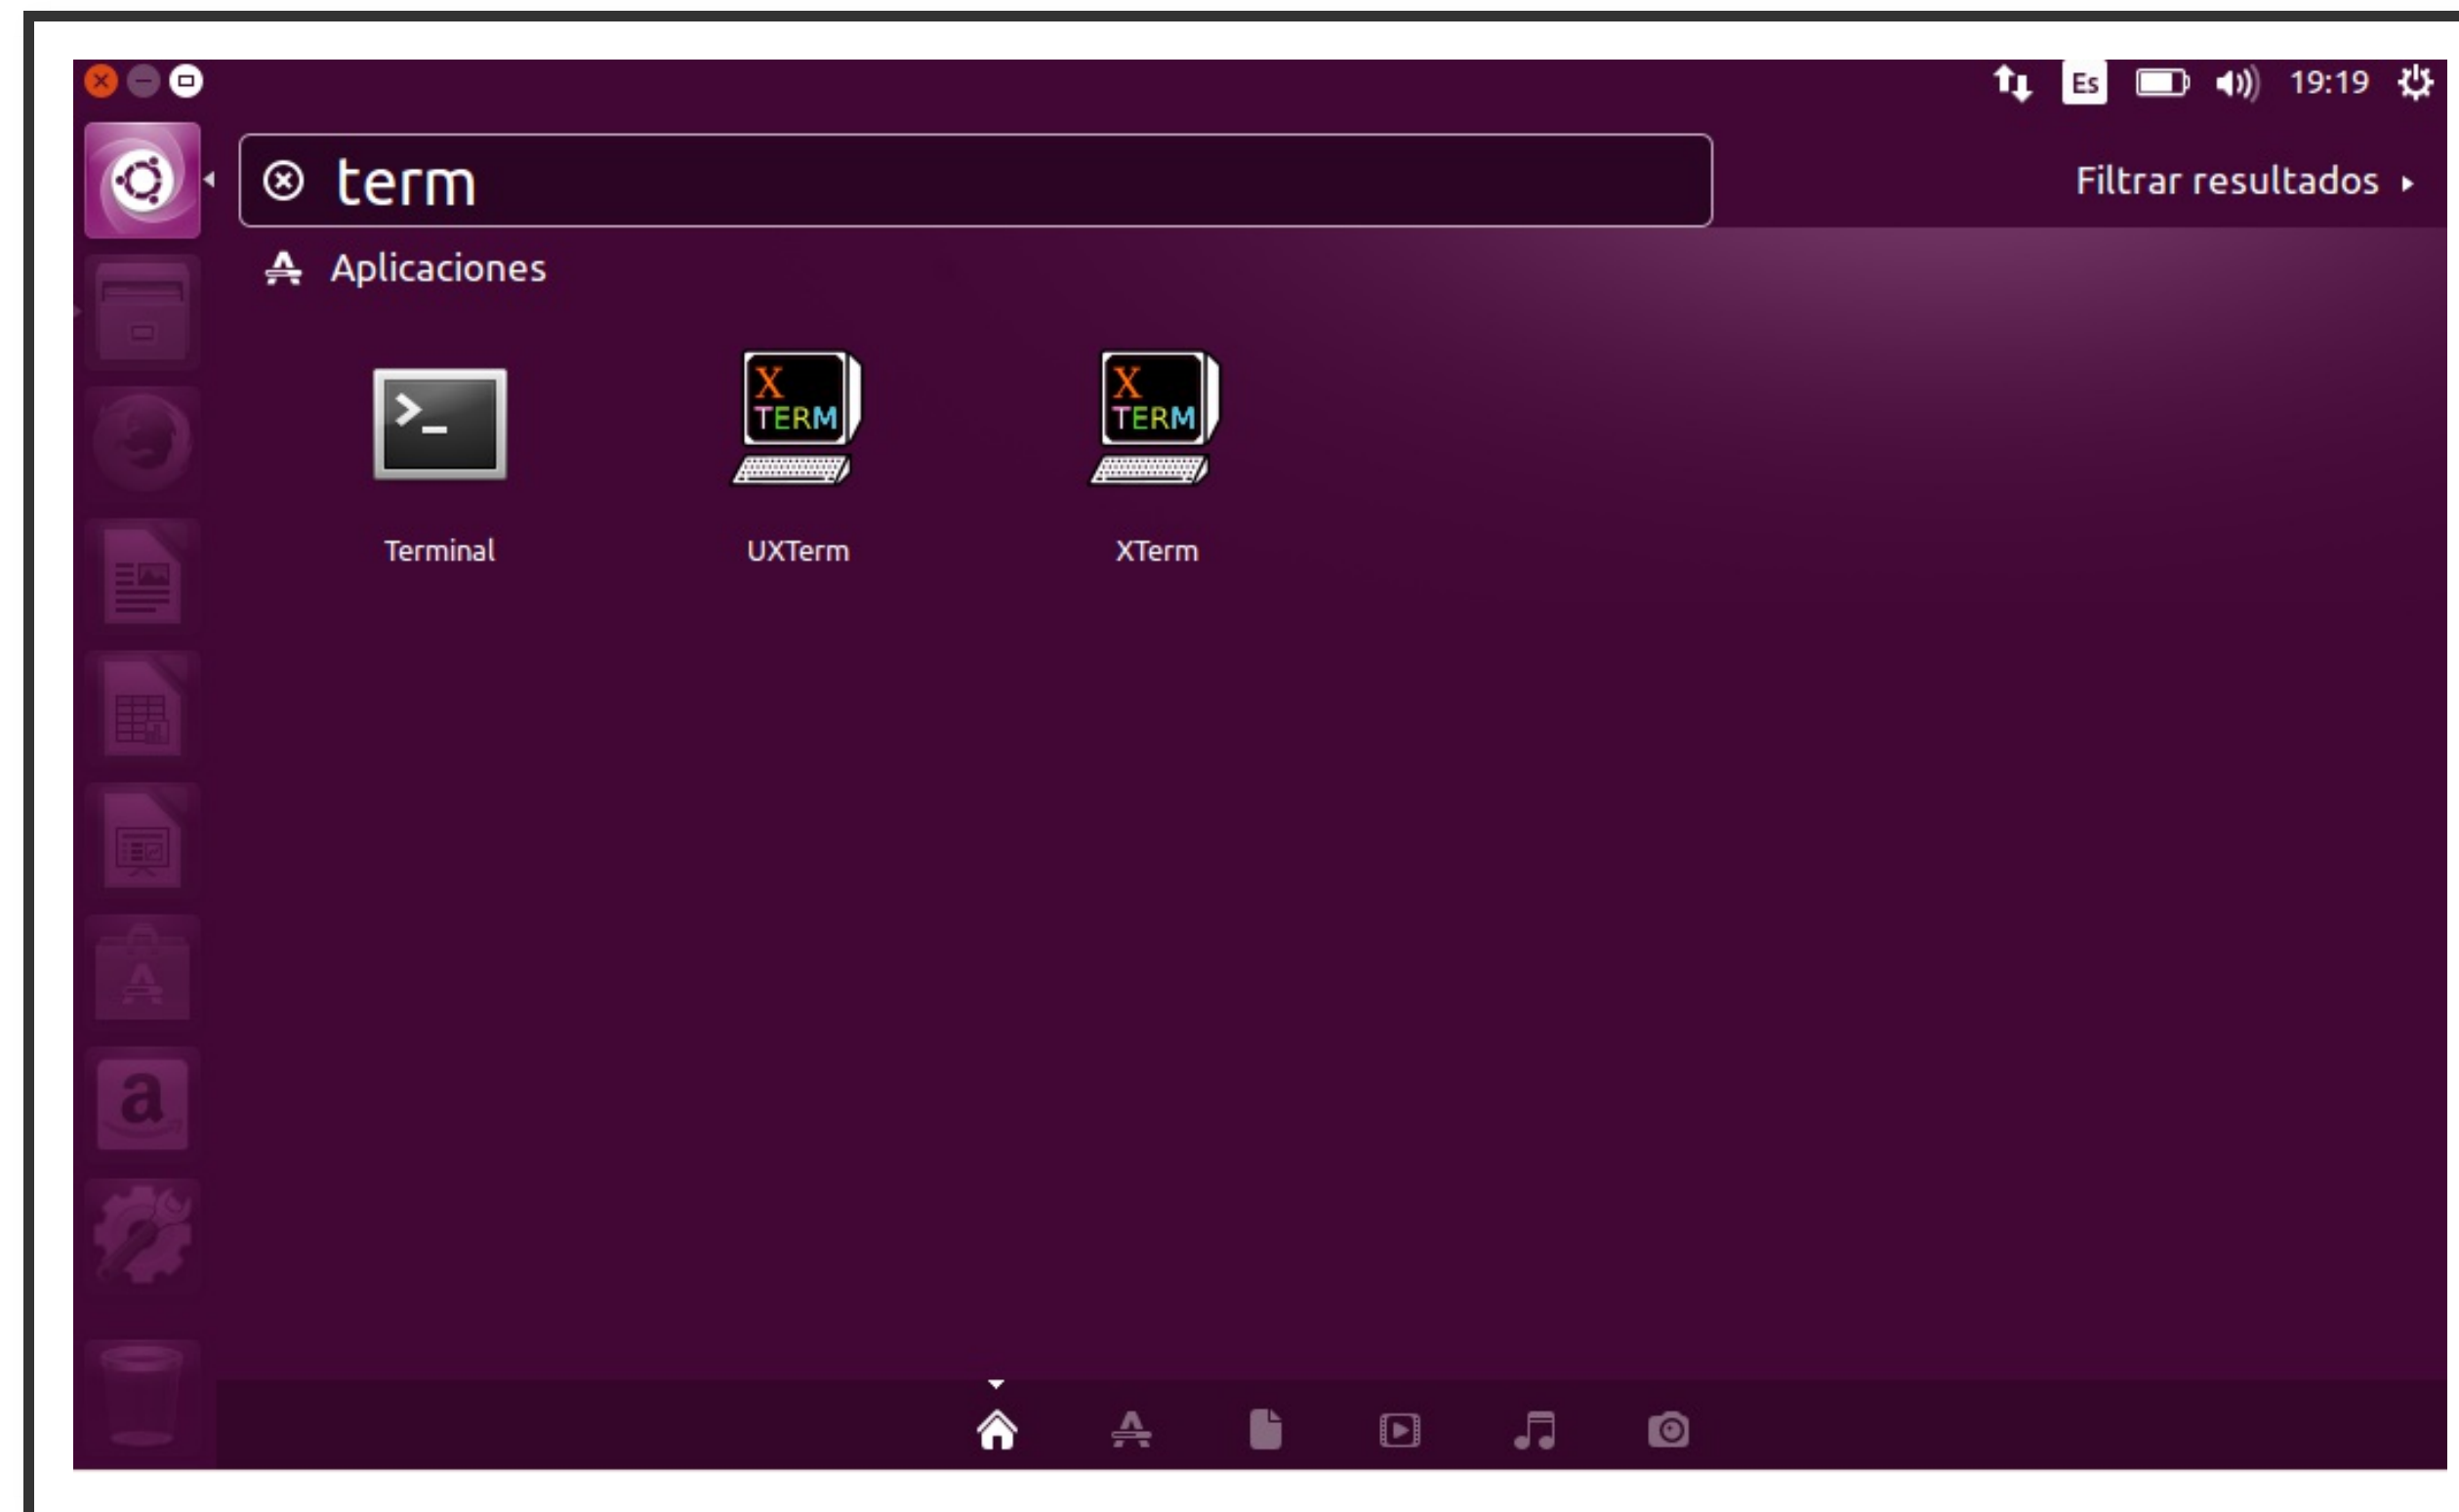 Es 19:19
term
Filtrar resultados
Aplicaciones
X
TERM
X
TERM
Terminal
UXTerm
XTerm
a